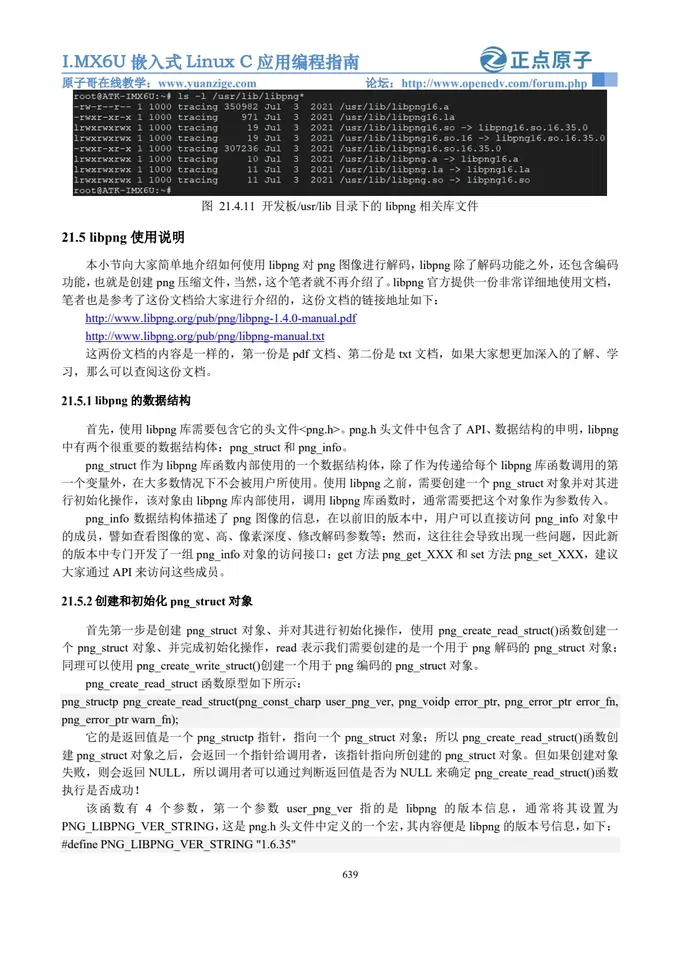 I.MX6U 嵌入式 Linux C 应用编程指南
正点原子
原子哥在线教学：www.yuanzige.com 论坛：http://www.openedv.com/forum.php
root@ATK-IMX6U:~# ls -l /usr/lib/libpng*
-rw-r--r-- 1 1000 tracing 350982 Jul 3 2021 /usr/lib/libpng16.a
-rwxr-xr-x 1 1000 tracing 971 Jul 3 2021 /usr/lib/libpng16.la
lrwxrwxrwx 1 1000 tracing 19 Jul 3 2021 /usr/lib/libpng16.so -> libpng16.so.16.35.0
lrwxrwxrwx 1 1000 tracing 19 Jul 3 2021 /usr/lib/libpng16.so.16 -> libpng16.so.16.35.0
-rwxr-xr-x 1 1000 tracing 307236 Jul 3 2021 /usr/lib/libpng16.so.16.35.0
lrwxrwxrwx 1 1000 tracing 10 Jul 3 2021 /usr/lib/libpng.a -> libpng16.a
lrwxrwxrwx 1 1000 tracing 11 Jul 3 2021 /usr/lib/libpng.la -> libpng16.la
lrwxrwxrwx 1 1000 tracing 11 Jul 3 2021 /usr/lib/libpng.so -> libpng16.so
root@ATK-IMX6U:~#
图 21.4.11 开发板/usr/lib 目录下的 libpng 相关库文件
21.5 libpng 使用说明
本小节向大家简单地介绍如何使用 libpng 对 png 图像进行解码，libpng 除了解码功能之外，还包含编码
功能，也就是创建 png 压缩文件，当然，这个笔者就不再介绍了。libpng 官方提供一份非常详细地使用文档，
笔者也是参考了这份文档给大家进行介绍的，这份文档的链接地址如下：
http://www.libpng.org/pub/png/libpng-1.4.0-manual.pdf
http://www.libpng.org/pub/png/libpng-manual.txt
这两份文档的内容是一样的，第一份是 pdf 文档、第二份是 txt 文档，如果大家想更加深入的了解、学
习，那么可以查阅这份文档。
21.5.1 libpng 的数据结构
首先，使用 libpng 库需要包含它的头文件<png.h>。png.h 头文件中包含了 API、数据结构的申明，libpng
中有两个很重要的数据结构体：png_struct 和 png_info。
png_struct 作为 libpng 库函数内部使用的一个数据结构体，除了作为传递给每个 libpng 库函数调用的第
一个变量外，在大多数情况下不会被用户所使用。使用 libpng 之前，需要创建一个 png_struct 对象并对其进
行初始化操作，该对象由 libpng 库内部使用，调用 libpng 库函数时，通常需要把这个对象作为参数传入。
png_info 数据结构体描述了 png 图像的信息，在以前旧的版本中，用户可以直接访问 png_info 对象中
的成员，譬如查看图像的宽、高、像素深度、修改解码参数等；然而，这往往会导致出现一些问题，因此新
的版本中专门开发了一组 png_info 对象的访问接口：get 方法 png_get_XXX 和 set 方法 png_set_XXX，建议
大家通过 API 来访问这些成员。
21.5.2 创建和初始化 png_struct 对象
首先第一步是创建 png_struct 对象、并对其进行初始化操作，使用 png_create_read_struct()函数创建一
个 png_struct 对象、并完成初始化操作，read 表示我们需要创建的是一个用于 png 解码的 png_struct 对象；
同理可以使用 png_create_write_struct()创建一个用于 png 编码的 png_struct 对象。
png_create_read_struct 函数原型如下所示：
png_structp png_create_read_struct(png_const_charp user_png_ver, png_voidp error_ptr, png_error_ptr error_fn,
png_error_ptr warn_fn);
它的是返回值是一个 png_structp 指针，指向一个 png_struct 对象；所以 png_create_read_struct()函数创
建 png_struct 对象之后，会返回一个指针给调用者，该指针指向所创建的 png_struct 对象。但如果创建对象
失败，则会返回 NULL，所以调用者可以通过判断返回值是否为 NULL 来确定 png_create_read_struct()函数
执行是否成功！
该函数有 4 个参数，第一个参数 user_png_ver 指的是 libpng 的版本信息，通常将其设置为
PNG_LIBPNG_VER_STRING，这是 png.h 头文件中定义的一个宏，其内容便是 libpng 的版本号信息，如下：
#define PNG_LIBPNG_VER_STRING "1.6.35"
639